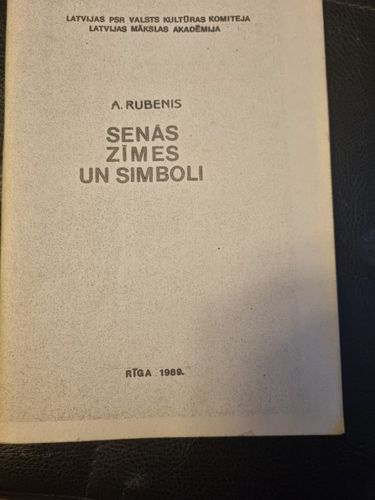 LATVIJAS PSR VALSTS KULTŪRAS KOMITEJA
LATVIJAS MĀKSLAS AKADĒMIJA
A. RUBENIS
SENĀS
ZĪMES
UN SIMBOLI
RĪGA 1989.